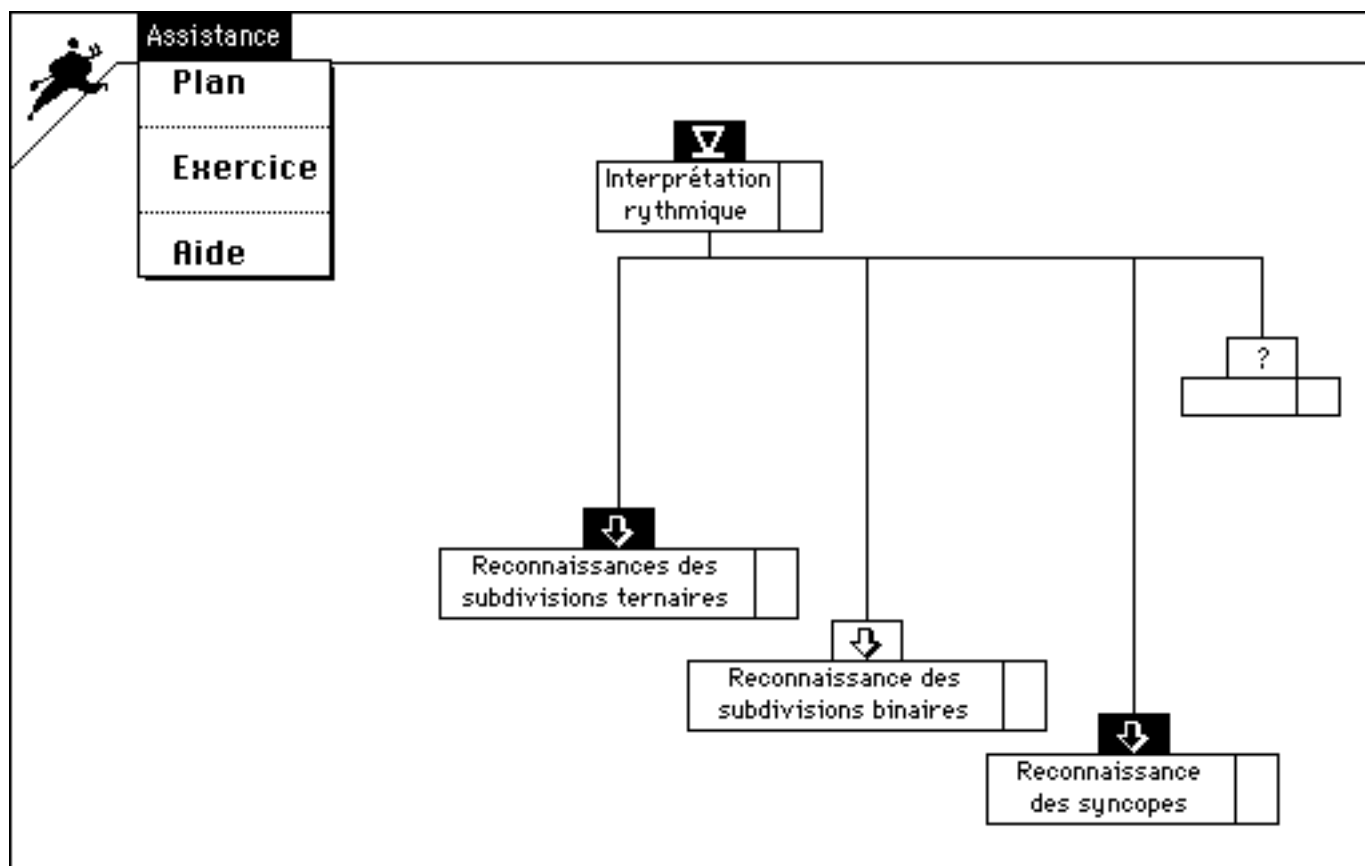 Assistance
Plan
Exercice
Aide
Interprétation
rythmique
?
Reconnaissances des
subdivisions ternaires
Reconnaissance des
subdivisions binaires
Reconnaissance
des syncopes